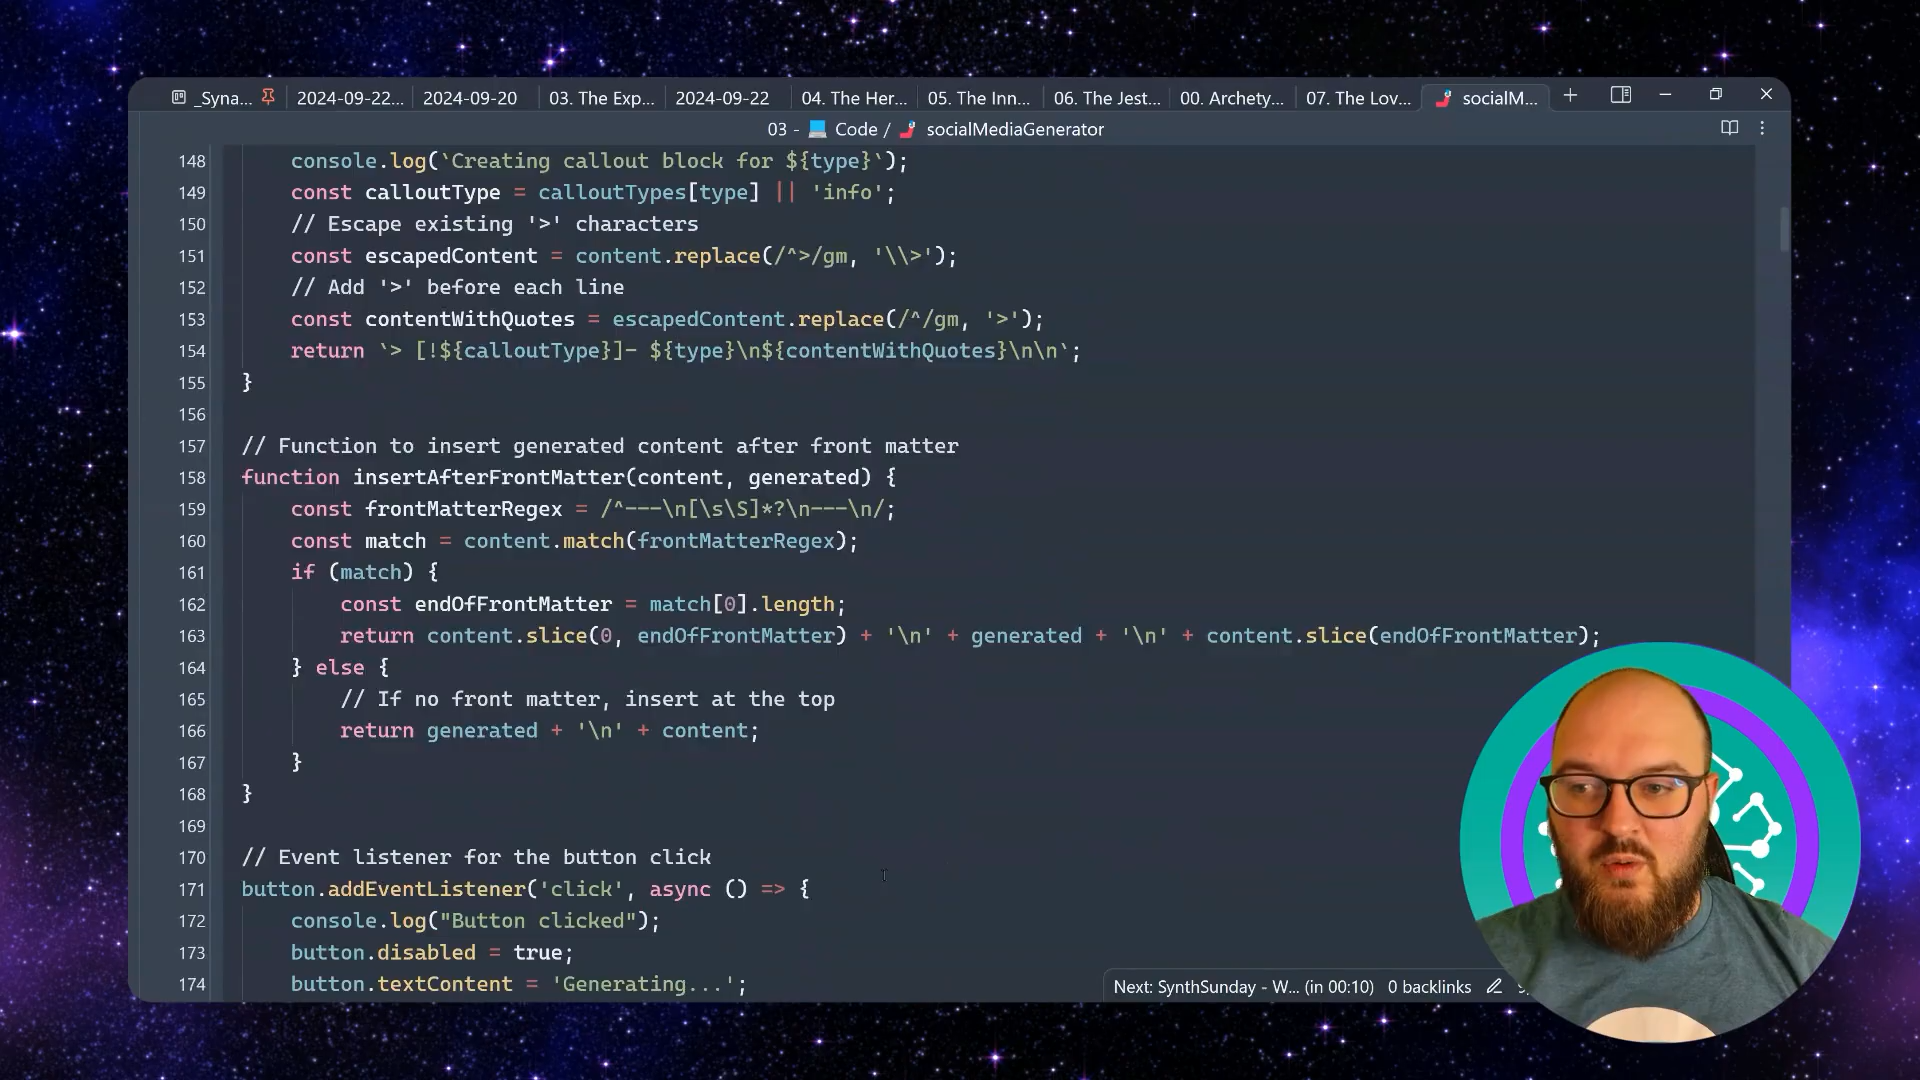 _Syna...
2024-09-22...
2024-09-20
03. The Exp...
2024-09-22
04. The Her...
05. The Inn...
06. The Jest...
00. Archety...
07. The Lov...
socialM...
03 - Code / socialMediaGenerator
148 console.log(`Creating callout block for ${type}`);
149 const calloutType = calloutTypes[type] || 'info';
150 // Escape existing '>' characters
151 const escapedContent = content.replace(/^>/gm, '\\>');
152 // Add '>' before each line
153 const contentWithQuotes = escapedContent.replace(/^/gm, '>');
154 return `> [!${calloutType}]- ${type}\n${contentWithQuotes}\n\n`;
155 }
156
157 // Function to insert generated content after front matter
158 function insertAfterFrontMatter(content, generated) {
159 const frontMatterRegex = /^---\n[\s\S]*?\n---\n/;
160 const match = content.match(frontMatterRegex);
161 if (match) {
162 const endOfFrontMatter = match[0].length;
163 return content.slice(0, endOfFrontMatter) + '\n' + generated + '\n' + content.slice(endOfFrontMatter);
164 } else {
165 // If no front matter, insert at the top
166 return generated + '\n' + content;
167 }
168 }
169
170 // Event listener for the button click
171 button.addEventListener('click', async () => {
172 console.log("Button clicked");
173 button.disabled = true;
174 button.textContent = 'Generating...';
Next: SynthSunday - W... (in 00:10) 0 backlinks